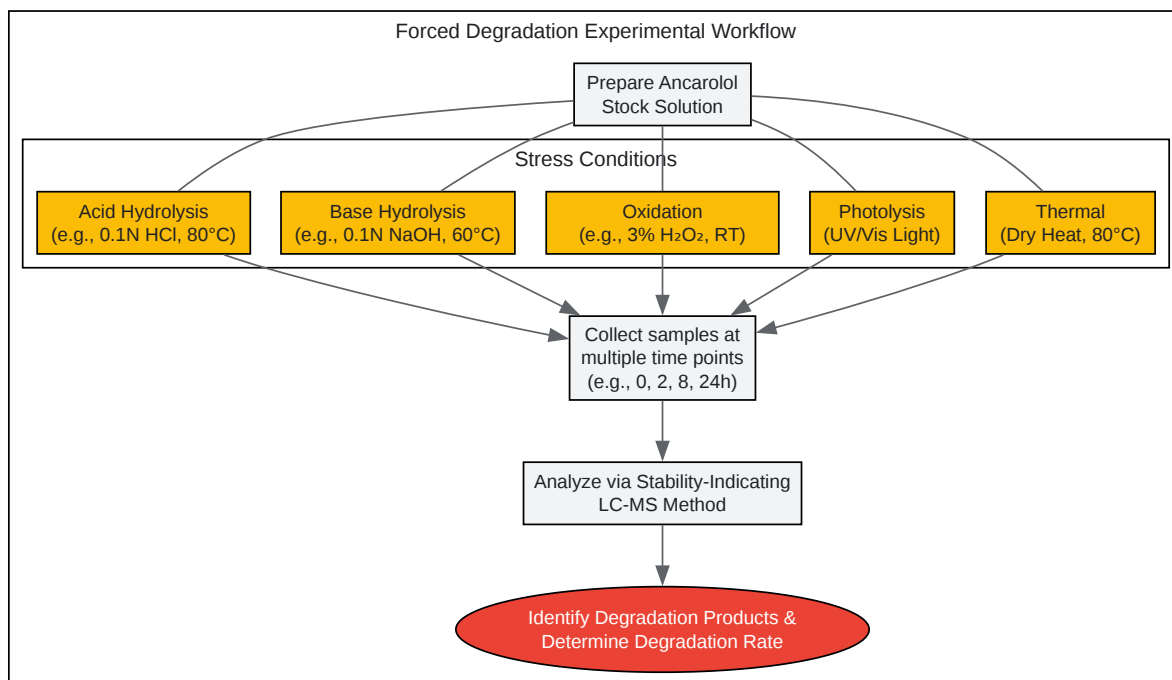 Forced Degradation Experimental Workflow
Prepare Ancarolol
Stock Solution
Stress Conditions
Acid Hydrolysis
(e.g., 0.1N HCl, 80°C)
Base Hydrolysis
(e.g., 0.1N NaOH, 60°C)
Oxidation
(e.g., 3% H₂O₂, RT)
Photolysis
(UV/Vis Light)
Thermal
(Dry Heat, 80°C)
Collect samples at
multiple time points
(e.g., 0, 2, 8, 24h)
Analyze via Stability-Indicating
LC-MS Method
Identify Degradation Products &
Determine Degradation Rate